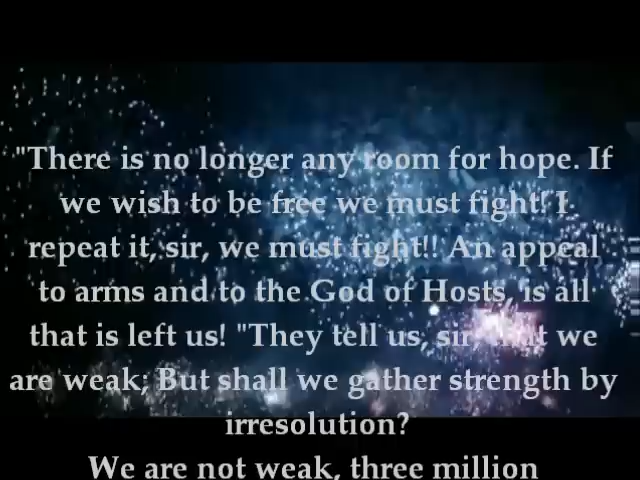 "There is no longer any room for hope. If
we wish to be free we must fight! I
repeat it, sir, we must fight!! An appeal
to arms and to the God of Hosts, is all
that is left us! "They tell us, sir, that we
are weak; But shall we gather strength by
irresolution?
We are not weak, three million